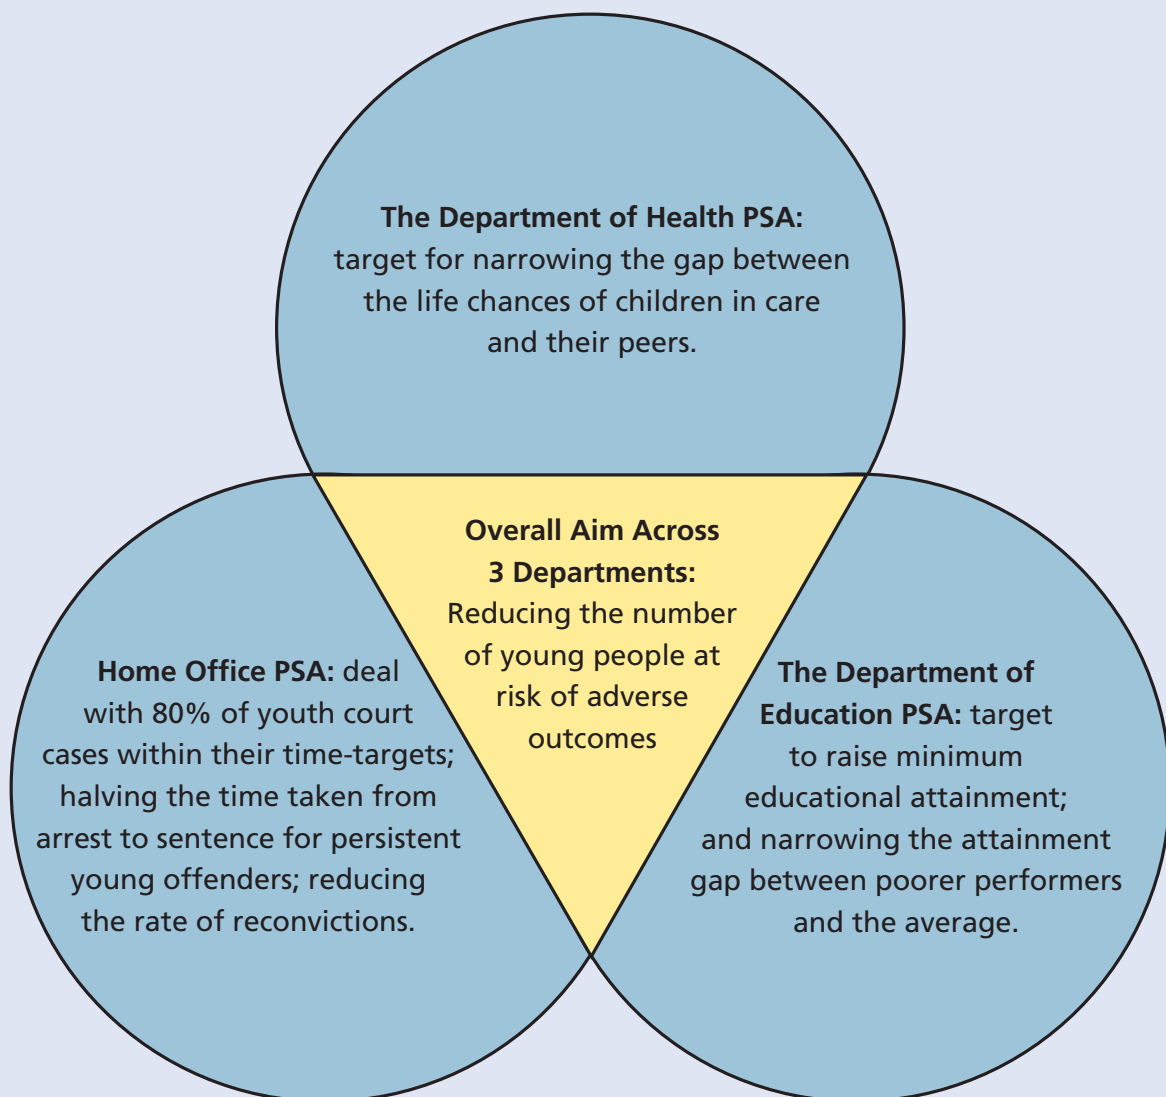 The Department of Health PSA:
target for narrowing the gap between
the life chances of children in care
and their peers.
Overall Aim Across
3 Departments:
Reducing the number
of young people at
risk of adverse
outcomes
Home Office PSA: deal
with 80% of youth court
cases within their time-targets;
halving the time taken from
arrest to sentence for persistent
young offenders; reducing
the rate of reconvictions.
The Department of
Education PSA: target
to raise minimum
educational attainment;
and narrowing the attainment
gap between poorer performers
and the average.